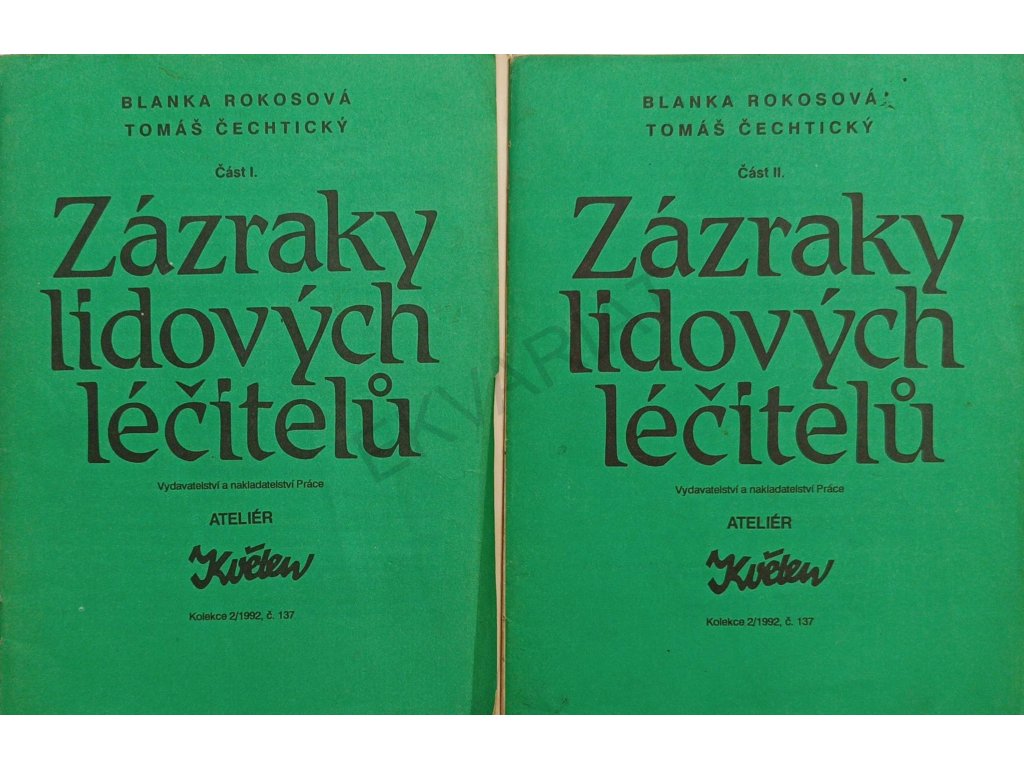 BLANKA ROKOSOVÁ
TOMÁŠ ČECHTICKÝ
Část I.
Zázraky
lidových
léčitelů
Vydavatelství a nakladatelství Práce
ATELIÉR
Květen
Kolekce 2/1992, č. 137
BLANKA ROKOSOVÁ
TOMÁŠ ČECHTICKÝ
Část II.
Zázraky
lidových
léčitelů
Vydavatelství a nakladatelství Práce
ATELIÉR
Květen
Kolekce 2/1992, č. 137